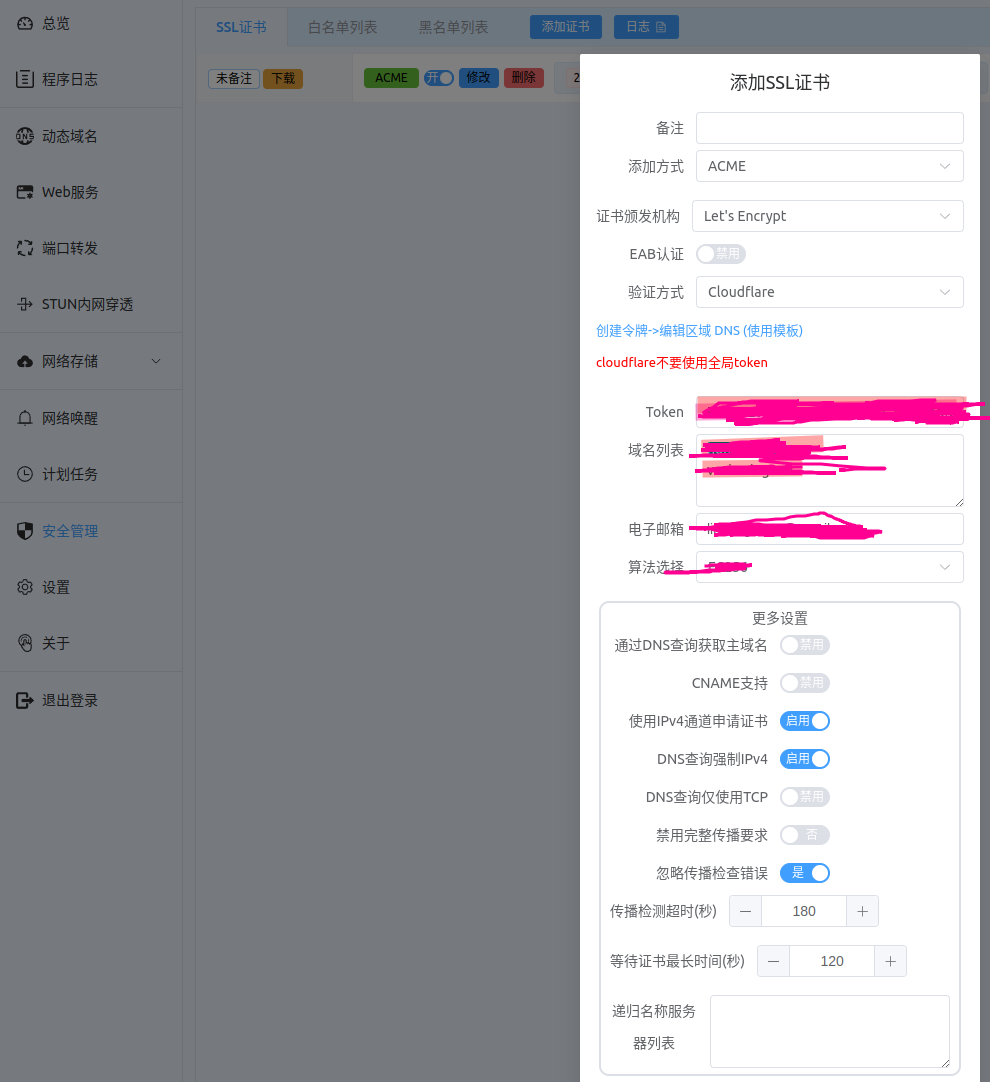 总览
程序日志
动态域名
Web服务
端口转发
STUN内网穿透
网络存储
网络唤醒
计划任务
安全管理
设置
关于
退出登录
SSL证书 白名单列表 黑名单列表 添加证书 日志
未备注 下载 ACME 开 修改 删除 2
添加SSL证书
备注
添加方式 ACME
证书颁发机构 Let's Encrypt
EAB认证 禁用
验证方式 Cloudflare
创建令牌->编辑区域 DNS (使用模板)
cloudflare不要使用全局token
Token
域名列表
电子邮箱
算法选择
更多设置
通过DNS查询获取主域名 禁用
CNAME支持 禁用
使用IPv4通道申请证书 启用
DNS查询强制IPv4 启用
DNS查询仅使用TCP 禁用
禁用完整传播要求 否
忽略传播检查错误 是
传播检测超时(秒) 180
等待证书最长时间(秒) 120
递归名称服务
器列表